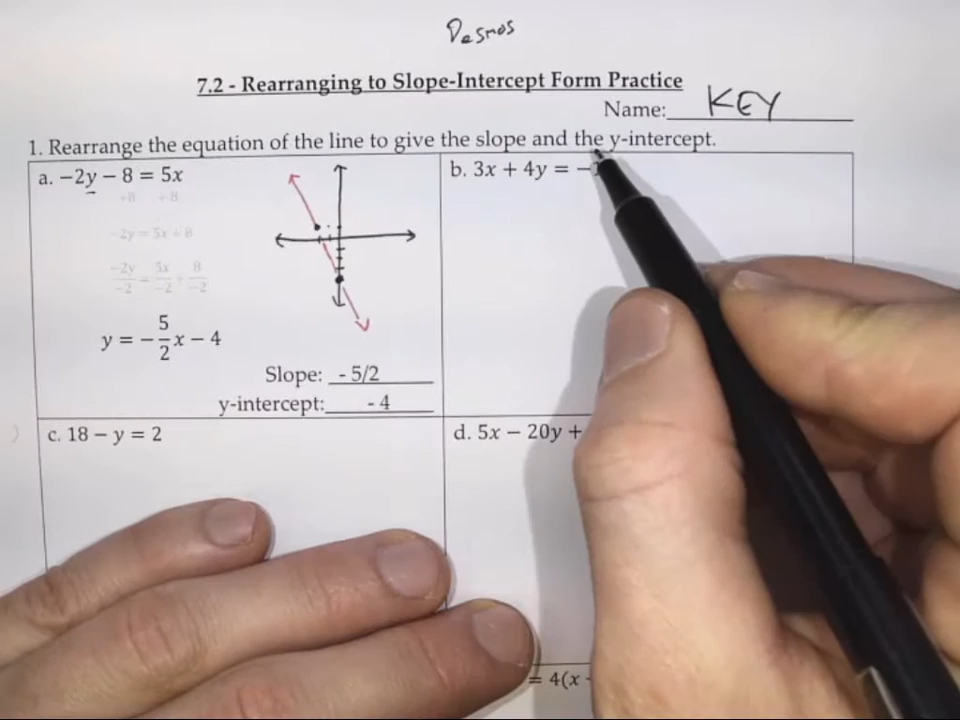 Desmos
7.2 - Rearranging to Slope-Intercept Form Practice
Name: KEY
1. Rearrange the equation of the line to give the slope and the y-intercept.
a. −2y − 8 = 5x
+8 +8
−2y = 5x + 8
−2y/−2 = 5x/−2 + 8/−2
y = −5/2 x − 4
Slope: - 5/2
y-intercept: - 4
b. 3x + 4y = −
c. 18 − y = 2
d. 5x − 20y +
= 4(x